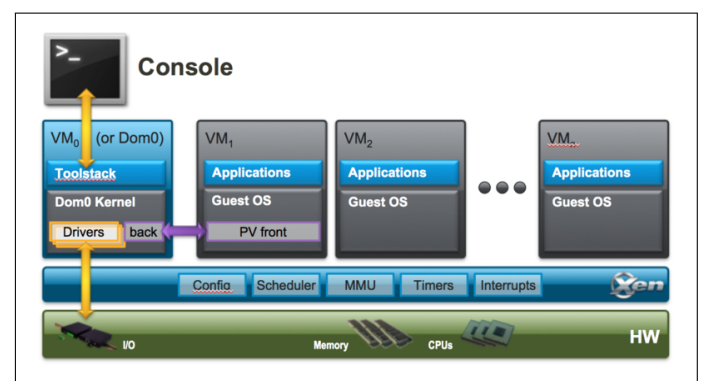 >_
Console
VM0 (or Dom0)
Toolstack
Dom0 Kernel
Drivers back
VM1
Applications
Guest OS
PV front
VM2
Applications
Guest OS
VMn
Applications
Guest OS
Config Scheduler MMU Timers Interrupts Xen
I/O Memory CPUs HW